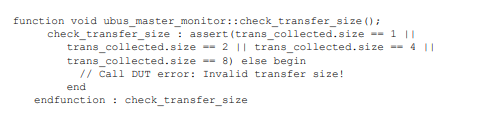 function void ubus_master_monitor::check_transfer_size();
check_transfer_size : assert(trans_collected.size == 1 ||
trans_collected.size == 2 || trans_collected.size == 4 ||
trans_collected.size == 8) else begin
// Call DUT error: Invalid transfer size!
end
endfunction : check_transfer_size